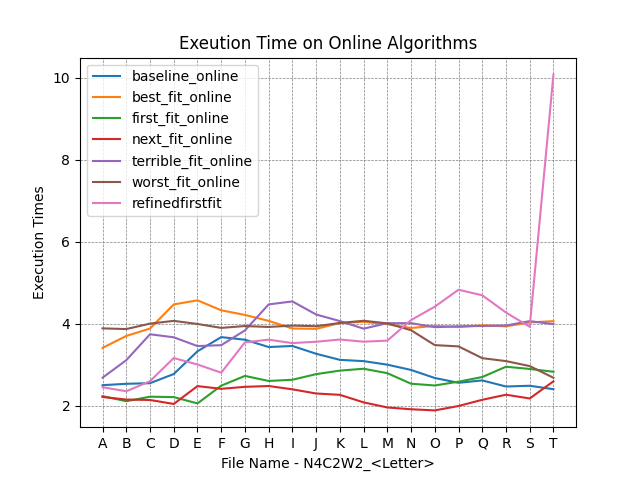 Exeution Time on Online Algorithms
baseline_online
best_fit_online
first_fit_online
next_fit_online
terrible_fit_online
worst_fit_online
refinedfirstfit
Execution Times
10
8
6
4
2
A B C D E F G H I J K L M N O P Q R S T
File Name - N4C2W2_<Letter>